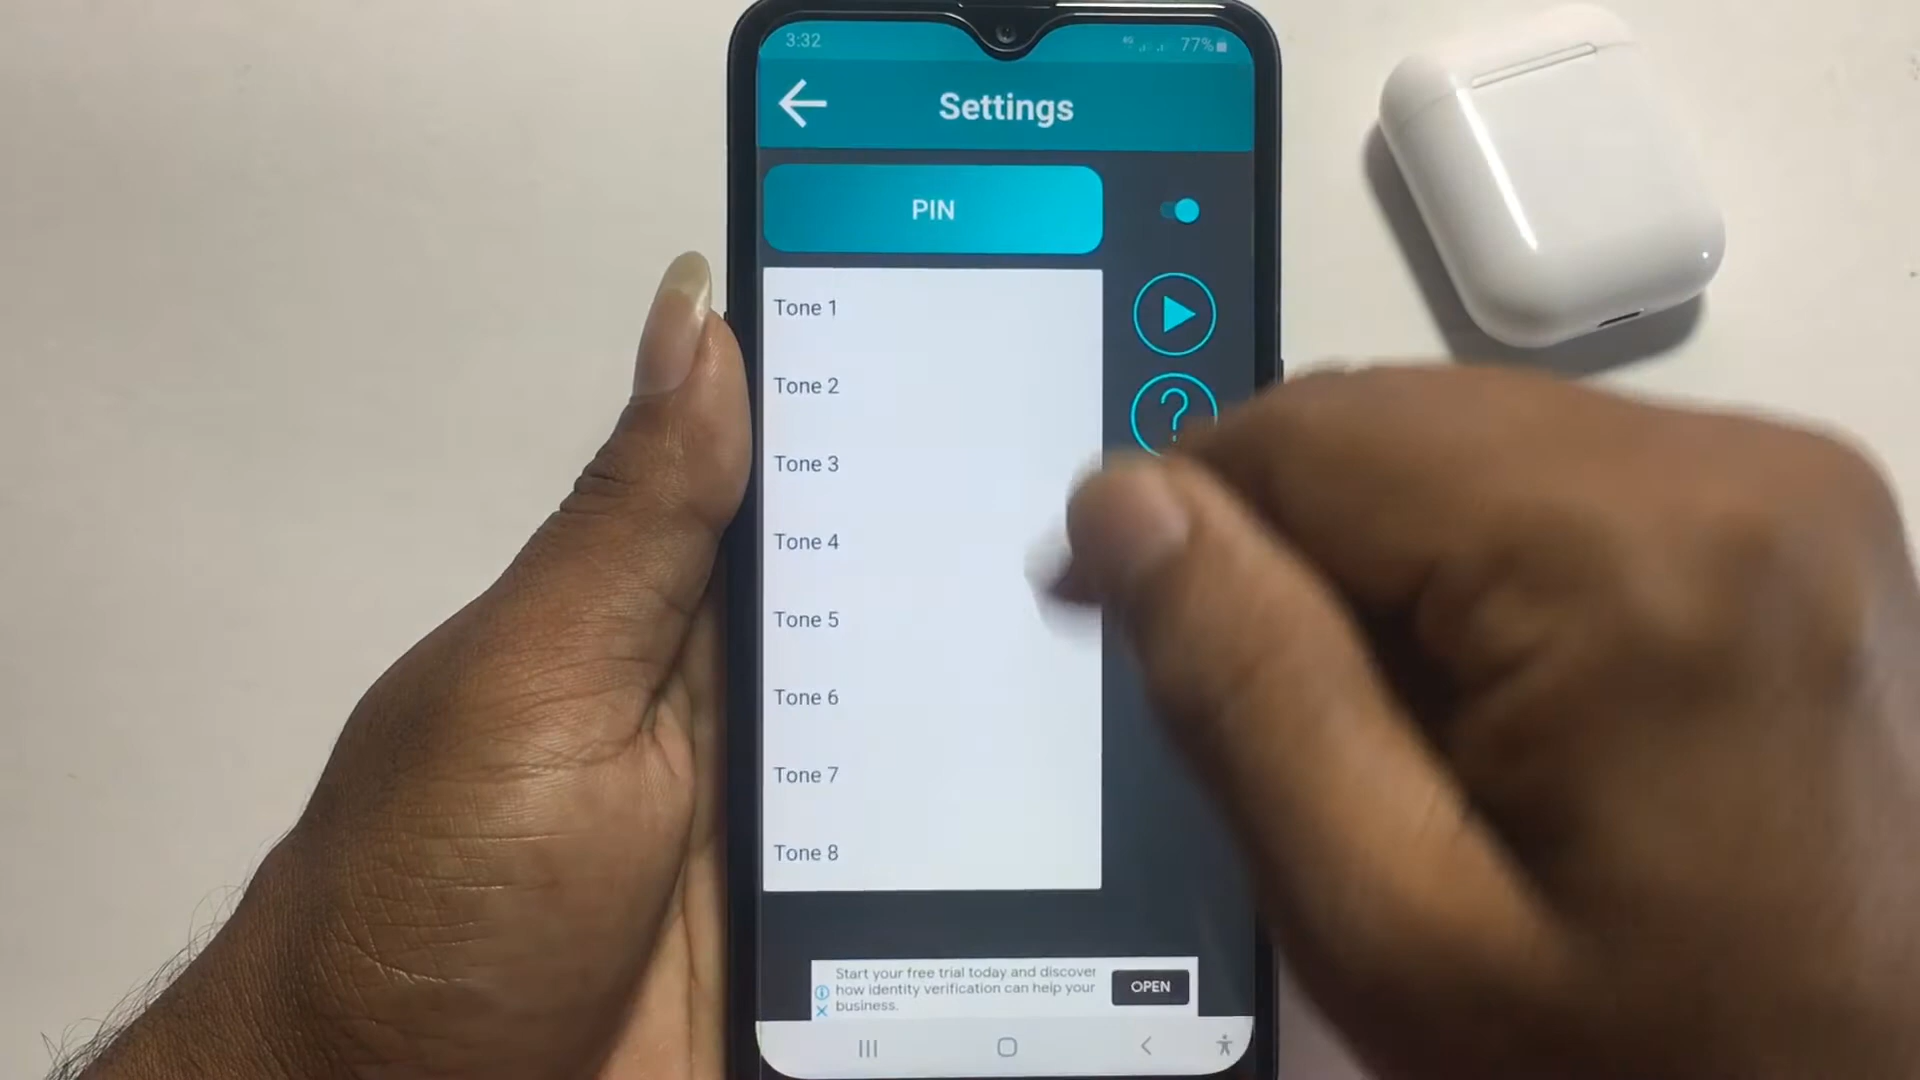 3:32
4G
77%
Settings
PIN
Tone 1
Tone 2
Tone 3
Tone 4
Tone 5
Tone 6
Tone 7
Tone 8
Start your free trial today and discover
how identity verification can help your
business.
OPEN